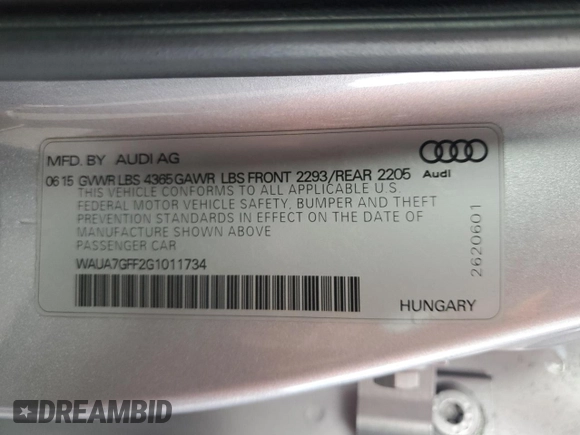 MFD. BY AUDI AG
Audi
06 15 GVWR LBS 4365 GAWR LBS FRONT 2293/REAR 2205
THIS VEHICLE CONFORMS TO ALL APPLICABLE U.S.
FEDERAL MOTOR VEHICLE SAFETY, BUMPER AND THEFT
PREVENTION STANDARDS IN EFFECT ON THE DATE OF
MANUFACTURE SHOWN ABOVE
PASSENGER CAR
WAUA7GFF2G1011734
2620601
HUNGARY
DREAMBID